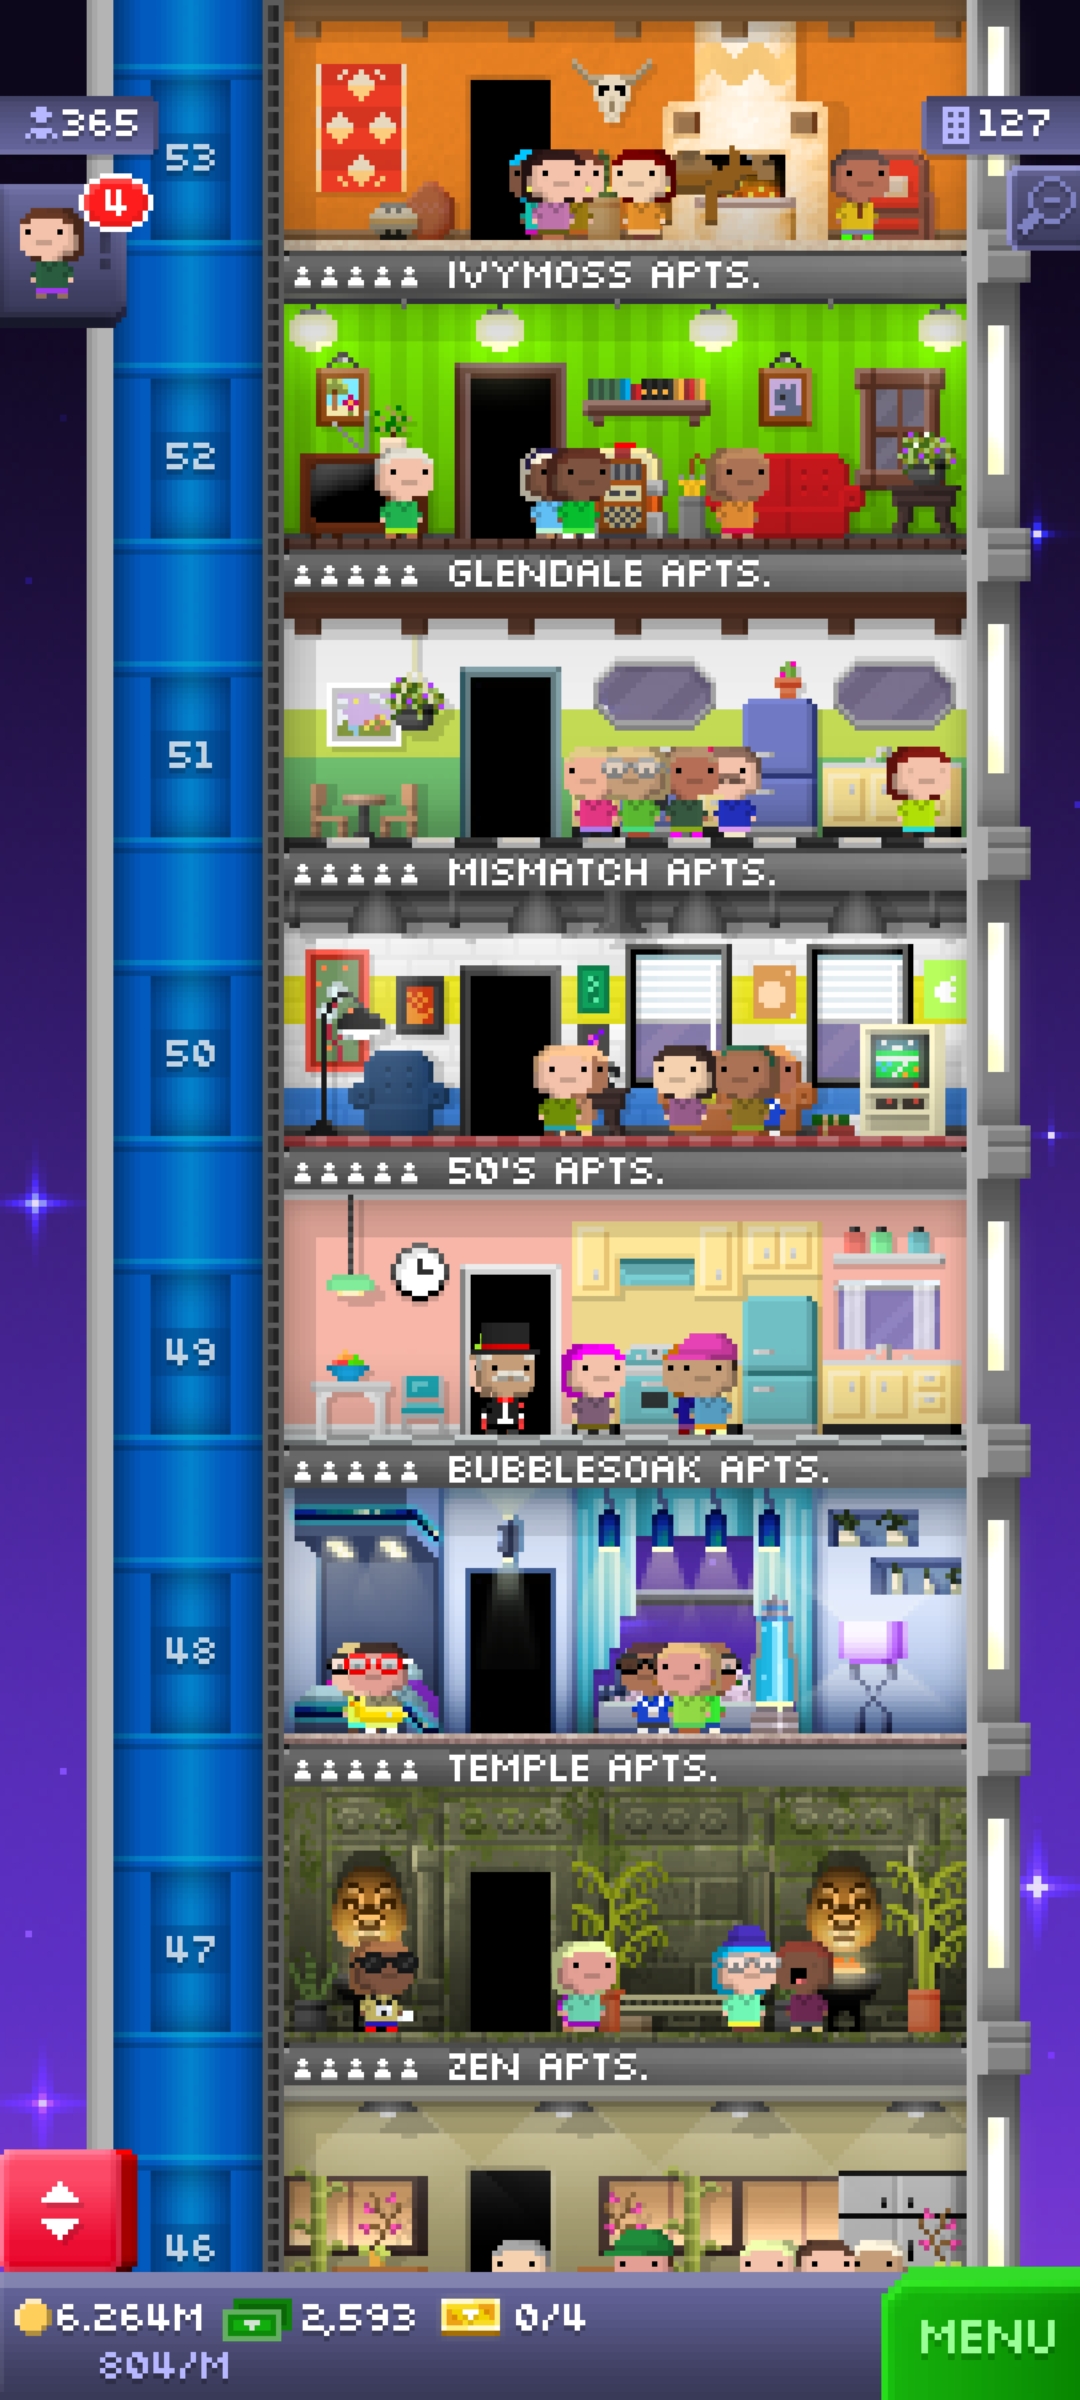 365
127
53
4
IVYMOSS APTS.
52
GLENDALE APTS.
51
MISMATCH APTS.
50
50'S APTS.
49
BUBBLESOAK APTS.
48
TEMPLE APTS.
47
ZEN APTS.
46
6.264M 2,593 0/4
804/M
MENU